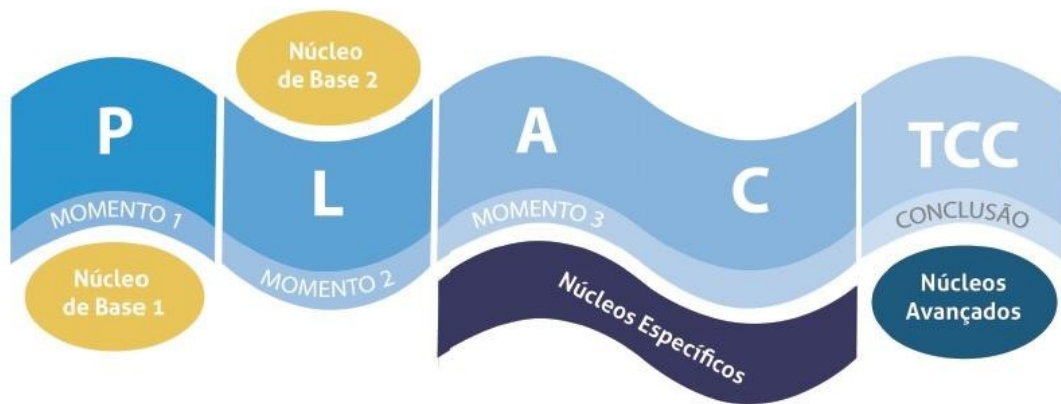 P
MOMENTO 1
Núcleo
de Base 1
Núcleo
de Base 2
L
MOMENTO 2
A
MOMENTO 3
C
Núcleos Específicos
TCC
CONCLUSÃO
Núcleos
Avançados